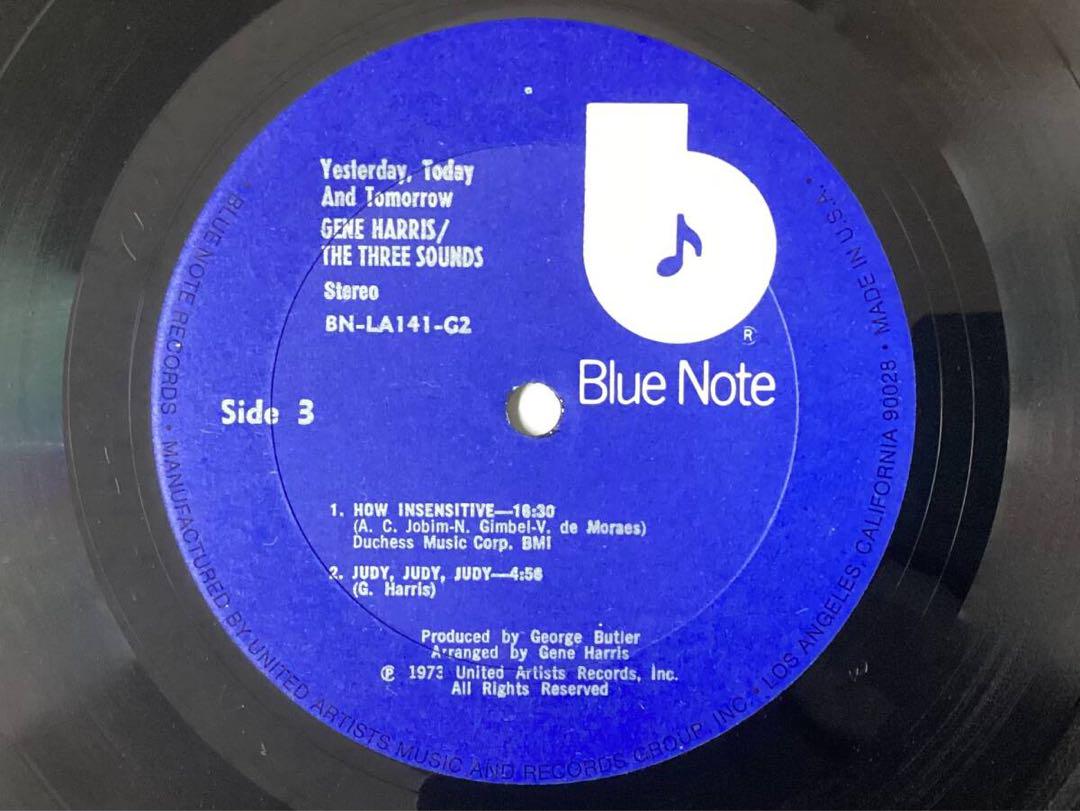 Yesterday, Today
And Tomorrow
GENE HARRIS/
THE THREE SOUNDS
Stereo
BN-LA141-G2
®
Blue Note
Side 3
1. HOW INSENSITIVE—16:30
(A. C. Jobim-N. Gimbel-V. de Moraes)
Duchess Music Corp. BMI
2. JUDY, JUDY, JUDY—4:56
(G. Harris)
Produced by George Butler
Arranged by Gene Harris
℗ 1973 United Artists Records, Inc.
All Rights Reserved
• BLUE NOTE RECORDS • MANUFACTURED BY UNITED ARTISTS MUSIC AND RECORDS GROUP, INC. • LOS ANGELES, CALIFORNIA 90028 • MADE IN U.S.A.